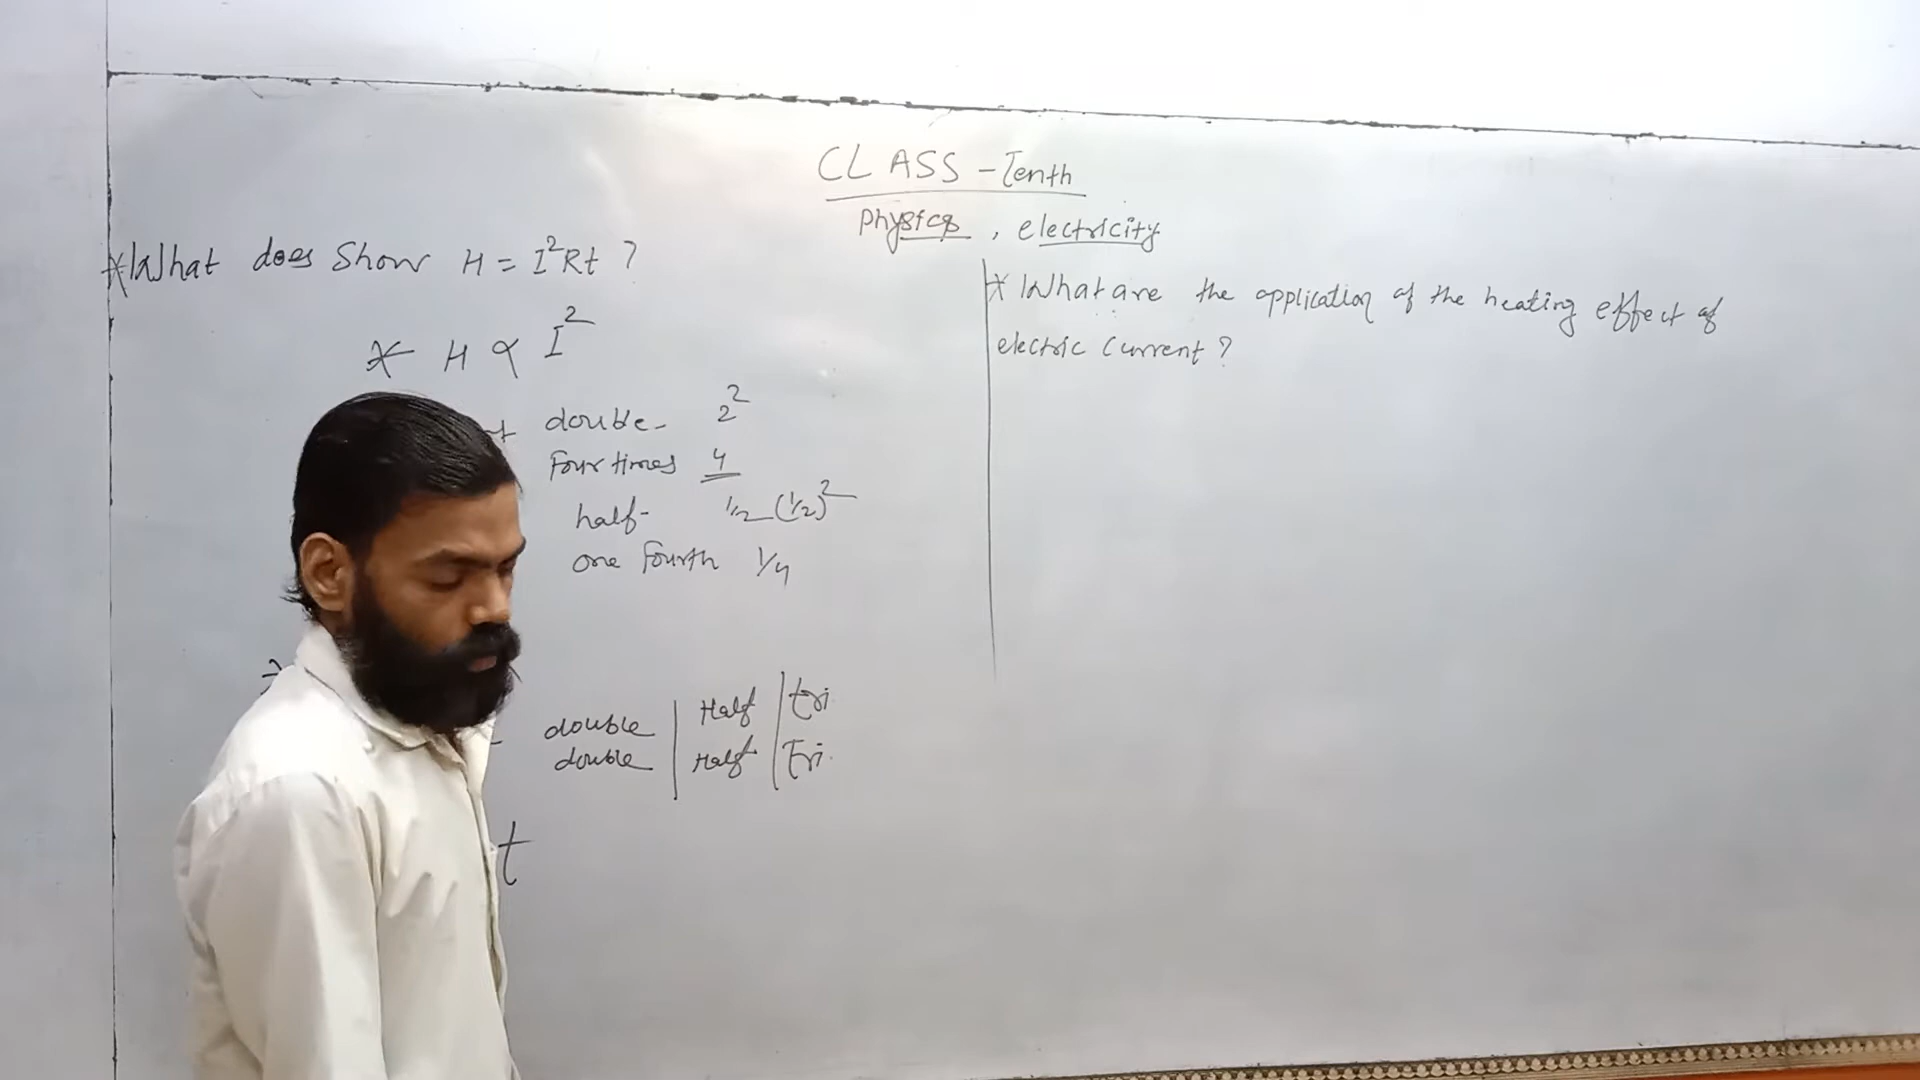 CLASS - Tenth
Physics, electricity
* What does Show H = I²Rt ?
* H ∝ I²
double - 2²
Four times 4
half - 1/2 (1/2)²
one Fourth 1/4
double | Half | tri
double | Half | Tri.
t
* What are the application of the heating effect of
electric current ?